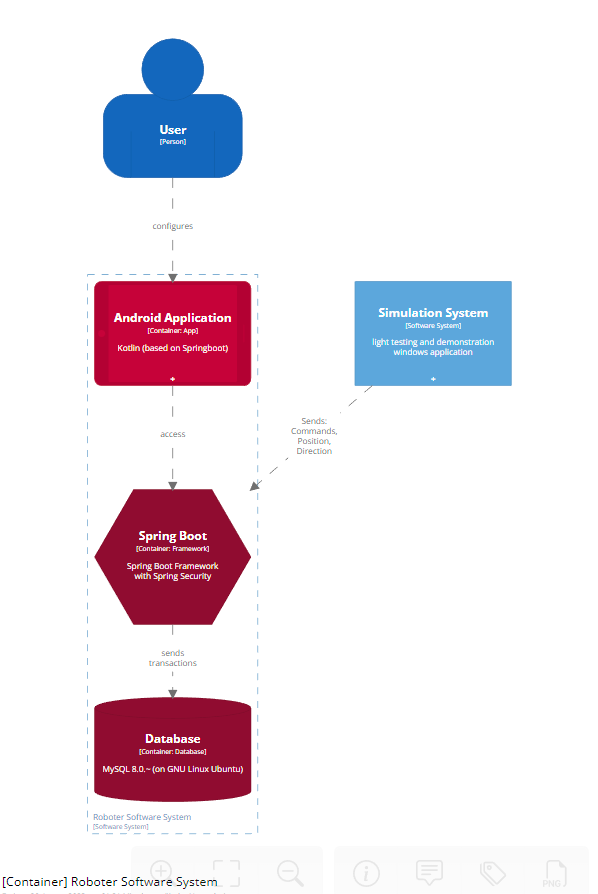 User
[Person]
configures
Android Application
[Container: App]
Kotlin (based on Springboot)
+
Simulation System
[Software System]
light testing and demonstration
windows application
+
access
Sends:
Commands,
Position,
Direction
Spring Boot
[Container: Framework]
Spring Boot Framework
with Spring Security
sends
transactions
Database
[Container: Database]
MySQL 8.0.~ (on GNU Linux Ubuntu)
Roboter Software System
[Software System]
[Container] Roboter Software System
PNG